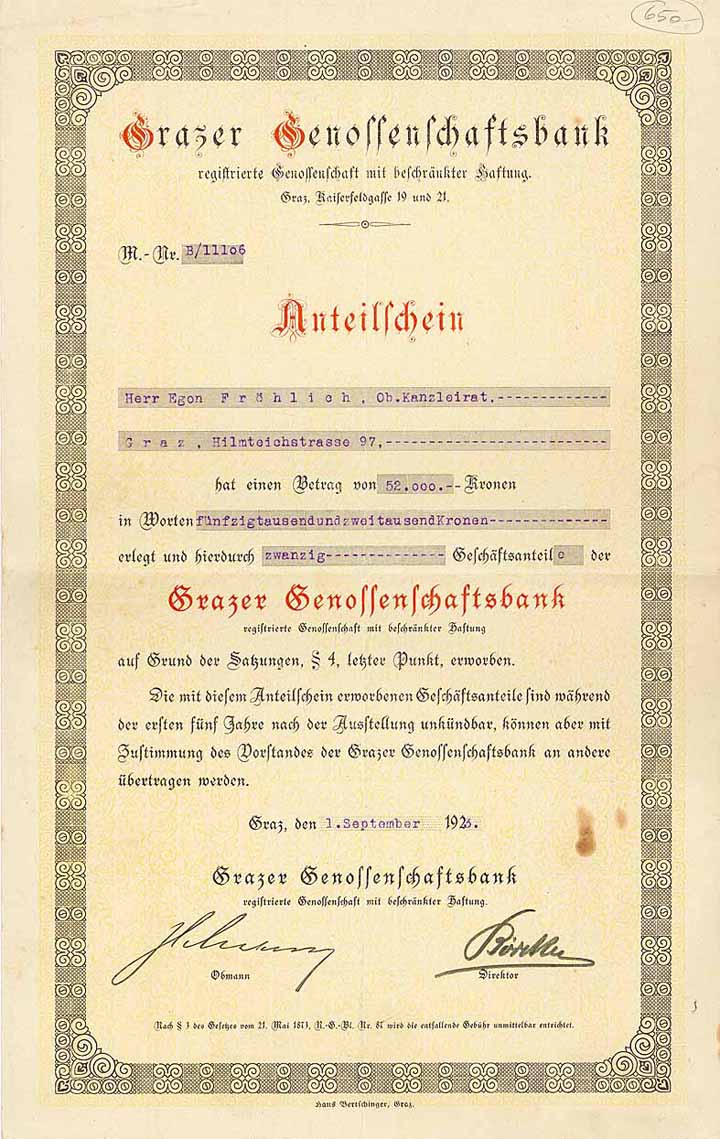 650
Grazer Genossenschaftsbank
registrierte Genossenschaft mit beschränkter Haftung.
Graz, Kaiserfeldgasse 19 und 21.
M.-Nr. B/11106
Anteilschein
Herr Egon Fröhlich, Ob.Kanzleirat,-------------
Graz, Hilmteichstrasse 97,--------------------------
hat einen Betrag von 52.000.-- Kronen
in Worten fünfzigtausendundzweitausendKronen--------------
erlegt und hierdurch zwanzig-------------- Geschäftsanteile der
Grazer Genossenschaftsbank
registrierte Genossenschaft mit beschränkter Haftung
auf Grund der Satzungen, § 4, letzter Punkt, erworben.
Die mit diesem Anteilschein erworbenen Geschäftsanteile sind während
der ersten fünf Jahre nach der Ausstellung unkündbar, können aber mit
Zustimmung des Vorstandes der Grazer Genossenschaftsbank an andere
übertragen werden.
Graz, den 1.September 1923.
Grazer Genossenschaftsbank
registrierte Genossenschaft mit beschränkter Haftung.
Obmann Direktor
Nach § 3 des Gesetzes vom 21. Mai 1873, R.-G.-Bl. Nr. 87 wird die entfallende Gebühr unmittelbar entrichtet.
Hans Bertschinger, Graz.